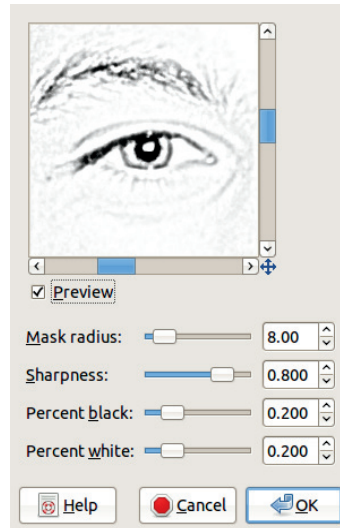 Preview
Mask radius: 8.00
Sharpness: 0.800
Percent black: 0.200
Percent white: 0.200
Help Cancel OK